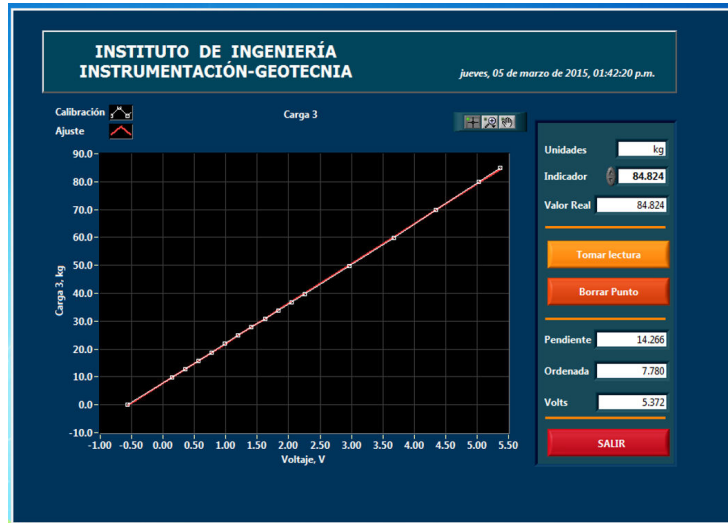 INSTITUTO DE INGENIERÍA
INSTRUMENTACIÓN-GEOTECNIA
jueves, 05 de marzo de 2015, 01:42:20 p.m.
Calibración
Carga 3
Ajuste
90.0
80.0
70.0
60.0
50.0
40.0
30.0
20.0
10.0
0.0
-10.0
Carga 3, kg
-1.00 -0.50 0.00 0.50 1.00 1.50 2.00 2.50 3.00 3.50 4.00 4.50 5.00 5.50
Voltaje, V
Unidades kg
Indicador 84.824
Valor Real 84.824
Tomar lectura
Borrar Punto
Pendiente 14.266
Ordenada 7.780
Volts 5.372
SALIR